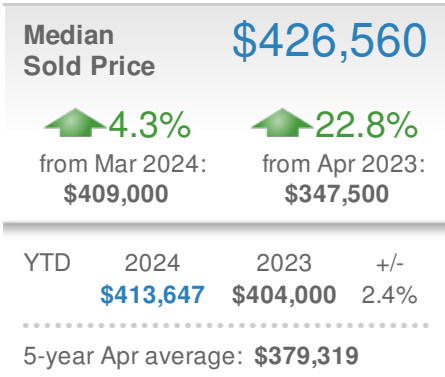 Median $426,560
Sold Price
4.3% 22.8%
from Mar 2024: from Apr 2023:
$409,000 $347,500
YTD 2024 2023 +/-
$413,647 $404,000 2.4%
5-year Apr average: $379,319